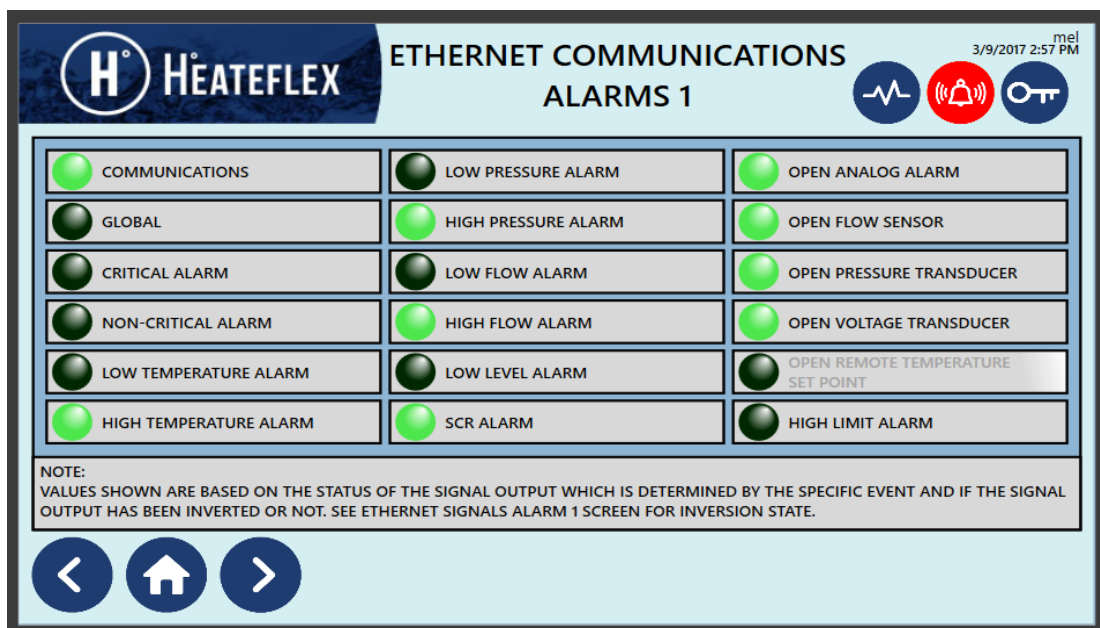 H° HEATEFLEX
ETHERNET COMMUNICATIONS
ALARMS 1
mel
3/9/2017 2:57 PM
COMMUNICATIONS
GLOBAL
CRITICAL ALARM
NON-CRITICAL ALARM
LOW TEMPERATURE ALARM
HIGH TEMPERATURE ALARM
LOW PRESSURE ALARM
HIGH PRESSURE ALARM
LOW FLOW ALARM
HIGH FLOW ALARM
LOW LEVEL ALARM
SCR ALARM
OPEN ANALOG ALARM
OPEN FLOW SENSOR
OPEN PRESSURE TRANSDUCER
OPEN VOLTAGE TRANSDUCER
OPEN REMOTE TEMPERATURE
SET POINT
HIGH LIMIT ALARM
NOTE:
VALUES SHOWN ARE BASED ON THE STATUS OF THE SIGNAL OUTPUT WHICH IS DETERMINED BY THE SPECIFIC EVENT AND IF THE SIGNAL
OUTPUT HAS BEEN INVERTED OR NOT. SEE ETHERNET SIGNALS ALARM 1 SCREEN FOR INVERSION STATE.